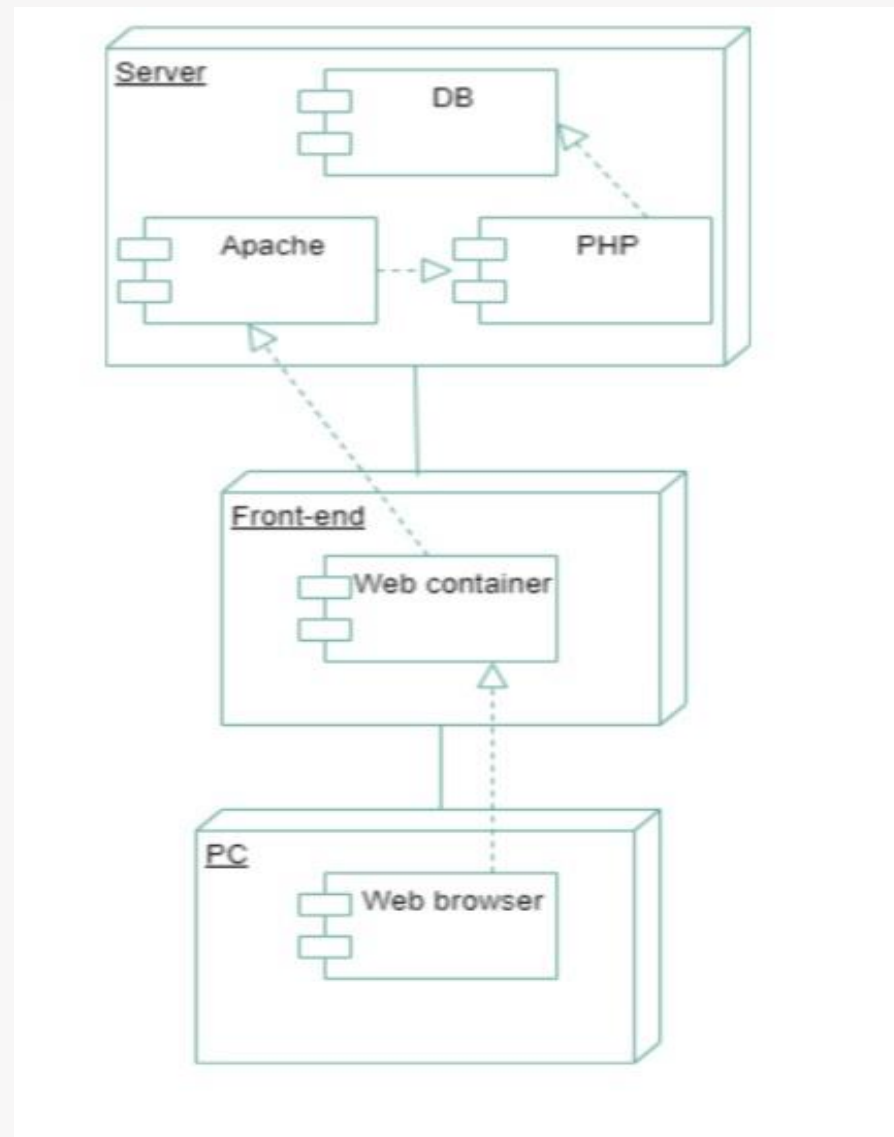 Server
DB
Apache
PHP
Front-end
Web container
PC
Web browser